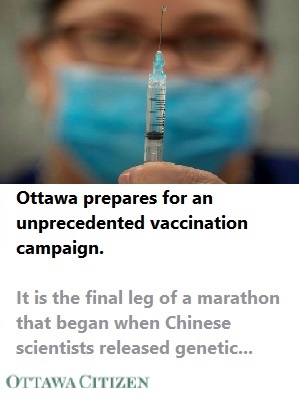 Ottawa prepares for an
unprecedented vaccination
campaign.
It is the final leg of a marathon
that began when Chinese
scientists released genetic...
OTTAWA CITIZEN